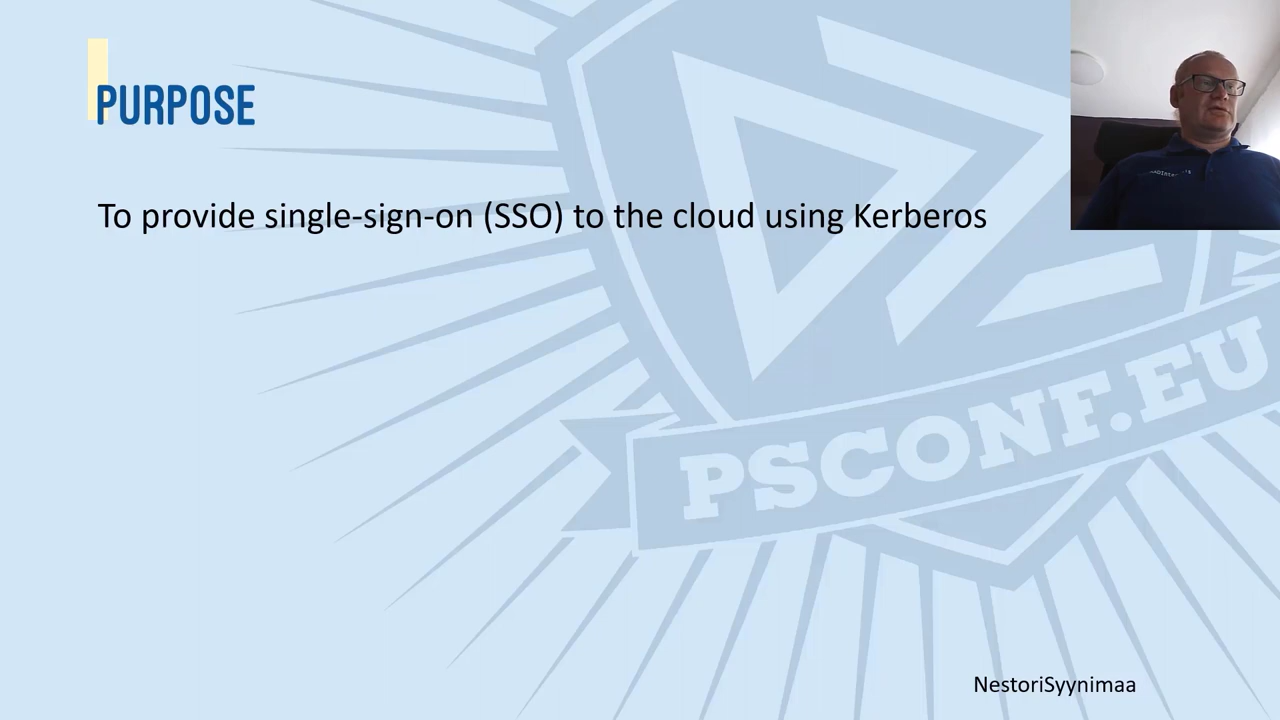 PURPOSE
To provide single-sign-on (SSO) to the cloud using Kerberos
PSCONF.EU
NestoriSyynimaa